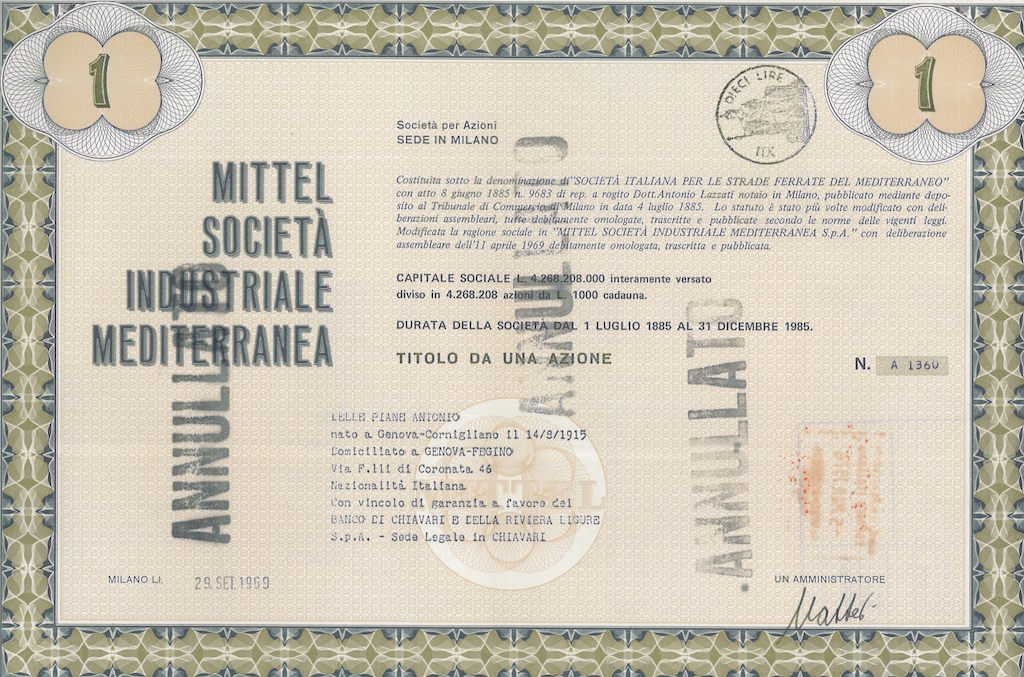 1
1
DIECI LIRE
Società per Azioni
SEDE IN MILANO
MITTEL
SOCIETÀ
INDUSTRIALE
MEDITERRANEA
Costituita sotto la denominazione di "SOCIETÀ ITALIANA PER LE STRADE FERRATE DEL MEDITERRANEO"
con atto 8 giugno 1885 n. 9683 di rep. a rogito Dott. Antonio Lazzati notaio in Milano, pubblicato mediante depo-
sito al Tribunale di Commercio di Milano in data 4 luglio 1885. Lo statuto è stato più volte modificato con deli-
berazioni assembleari, tutte debitamente omologate, trascritte e pubblicate secondo le norme delle vigenti leggi.
Modificata la ragione sociale in "MITTEL SOCIETÀ INDUSTRIALE MEDITERRANEA S.p.A." con deliberazione
assembleare dell'11 aprile 1969 debitamente omologata, trascritta e pubblicata.
CAPITALE SOCIALE L. 4.268.208.000 interamente versato
diviso in 4.268.208 azioni da L. 1000 cadauna.
DURATA DELLA SOCIETÀ DAL 1 LUGLIO 1885 AL 31 DICEMBRE 1985.
TITOLO DA UNA AZIONE
N. A 1360
ANNULLATO
ANNULLATO
ANNULLATO
DELLE PIANE ANTONIO
nato a Genova-Cornigliano il 14/8/1915
Domiciliato a GENOVA-FEGINO
Via F.lli di Coronata 46
Nazionalità Italiana
Con vincolo di garanzia a favore del
BANCO DI CHIAVARI E DELLA RIVIERA LIGURE
S.p.A. - Sede Legale in CHIAVARI
MILANO LI, 29.SET.1969
UN AMMINISTRATORE